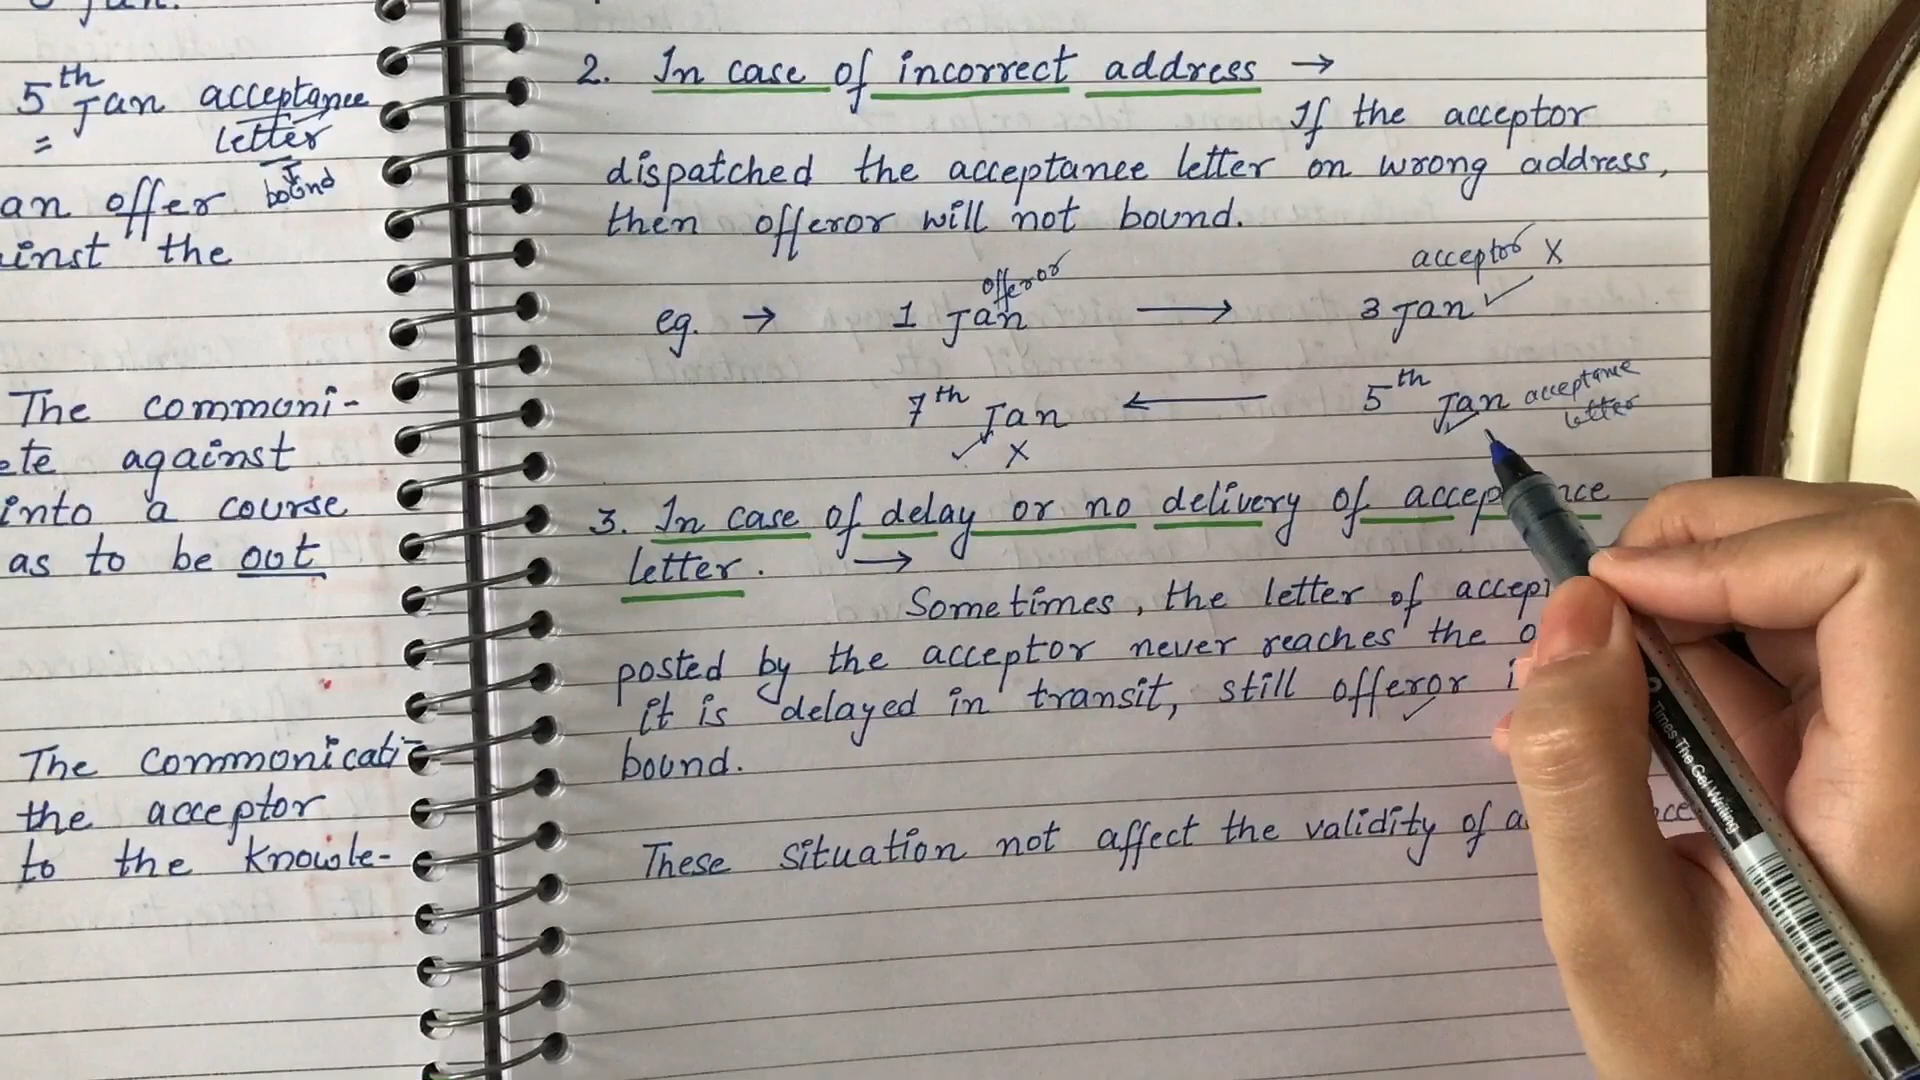 5th Jan acceptance
= letter
bound
an offer
inst the
The communi-
ete against
into a course
as to be out
The communicati-
the acceptor
to the knowle-
2. In case of incorrect address →
If the acceptor
dispatched the acceptance letter on wrong address,
then offeror will not bound.
offeror acceptor X
eg. → 1 Jan → 3 Jan ✓
7th Jan ← 5th Jan acceptance
letter
✓ X
3. In case of delay or no delivery of acceptance
letter. →
Sometimes, the letter of accep
posted by the acceptor never reaches the o
it is delayed in transit, still offeror i
bound.
These situation not affect the validity of a nce
Times The Gel Writing